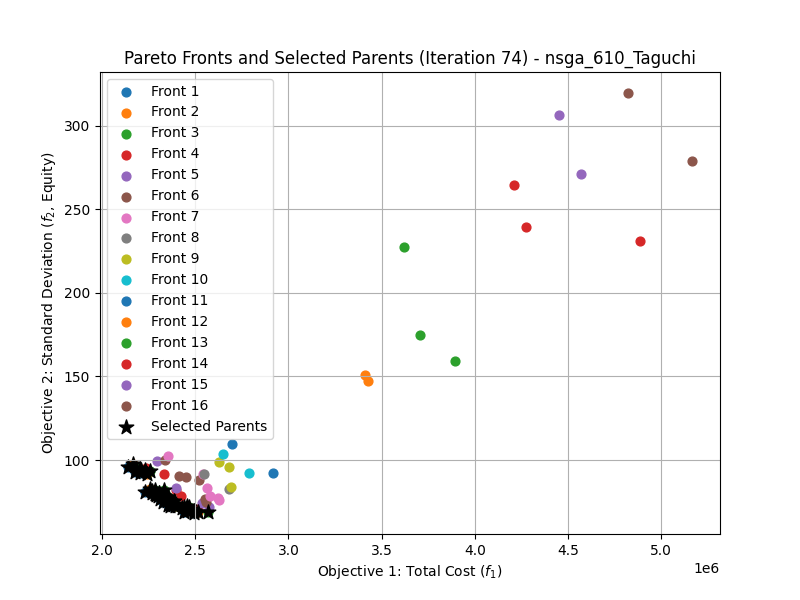 Pareto Fronts and Selected Parents (Iteration 74) - nsga_610_Taguchi
Objective 2: Standard Deviation (f₂, Equity)
300
250
200
150
100
Front 1
Front 2
Front 3
Front 4
Front 5
Front 6
Front 7
Front 8
Front 9
Front 10
Front 11
Front 12
Front 13
Front 14
Front 15
Front 16
Selected Parents
2.0 2.5 3.0 3.5 4.0 4.5 5.0
1e6
Objective 1: Total Cost (f₁)